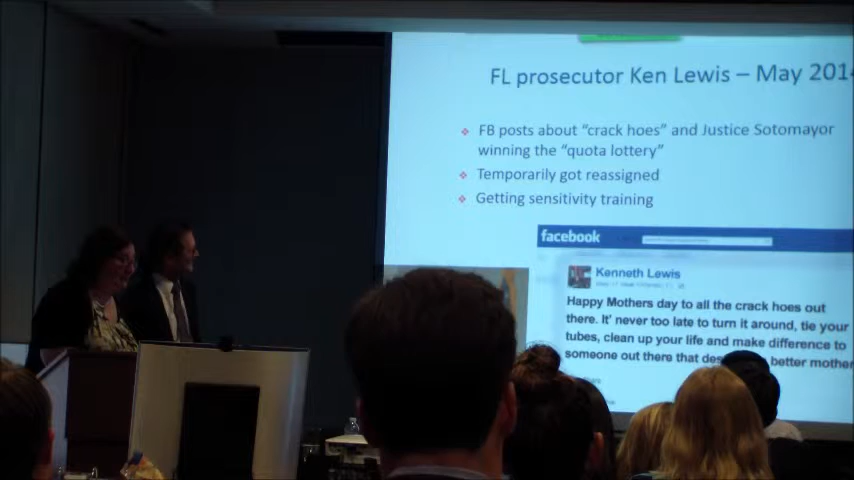 FL prosecutor Ken Lewis – May 201
❖ FB posts about "crack hoes" and Justice Sotomayor
winning the "quota lottery"
❖ Temporarily got reassigned
❖ Getting sensitivity training
facebook
Kenneth Lewis
Happy Mothers day to all the crack hoes out
there. It' never too late to turn it around, tie your
tubes, clean up your life and make difference to
someone out there that des better mother